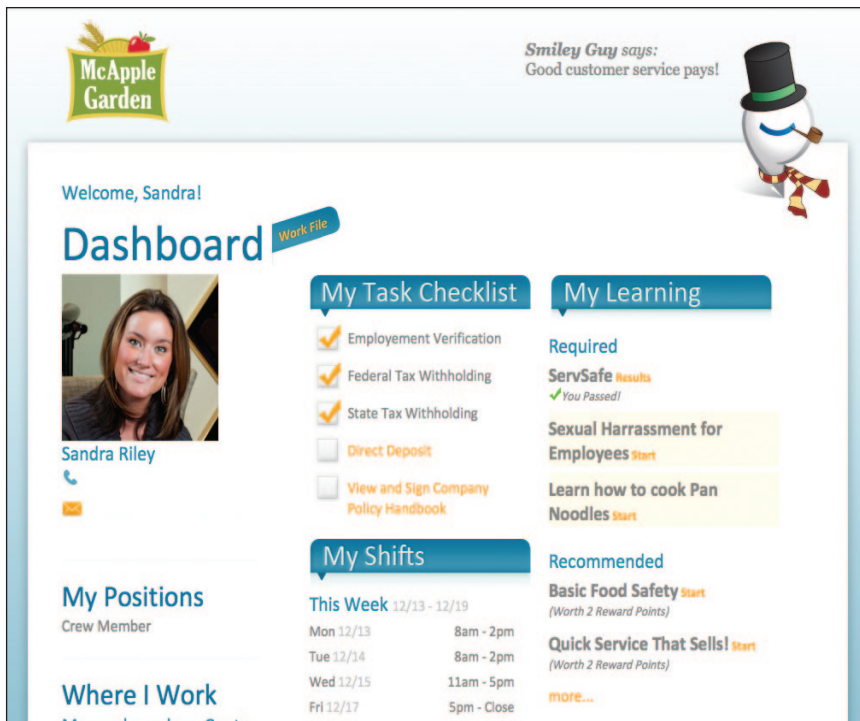 McApple
Garden
Smiley Guy says:
Good customer service pays!
Welcome, Sandra!
Dashboard
Work File
Sandra Riley
My Positions
Crew Member
Where I Work
My Task Checklist
Employement Verification
Federal Tax Withholding
State Tax Withholding
Direct Deposit
View and Sign Company
Policy Handbook
My Shifts
This Week 12/13 - 12/19
Mon 12/13 8am - 2pm
Tue 12/14 8am - 2pm
Wed 12/15 11am - 5pm
Fri 12/17 5pm - Close
My Learning
Required
ServSafe Results
You Passed!
Sexual Harrassment for
Employees Start
Learn how to cook Pan
Noodles Start
Recommended
Basic Food Safety Start
(Worth 2 Reward Points)
Quick Service That Sells! Start
(Worth 2 Reward Points)
more...